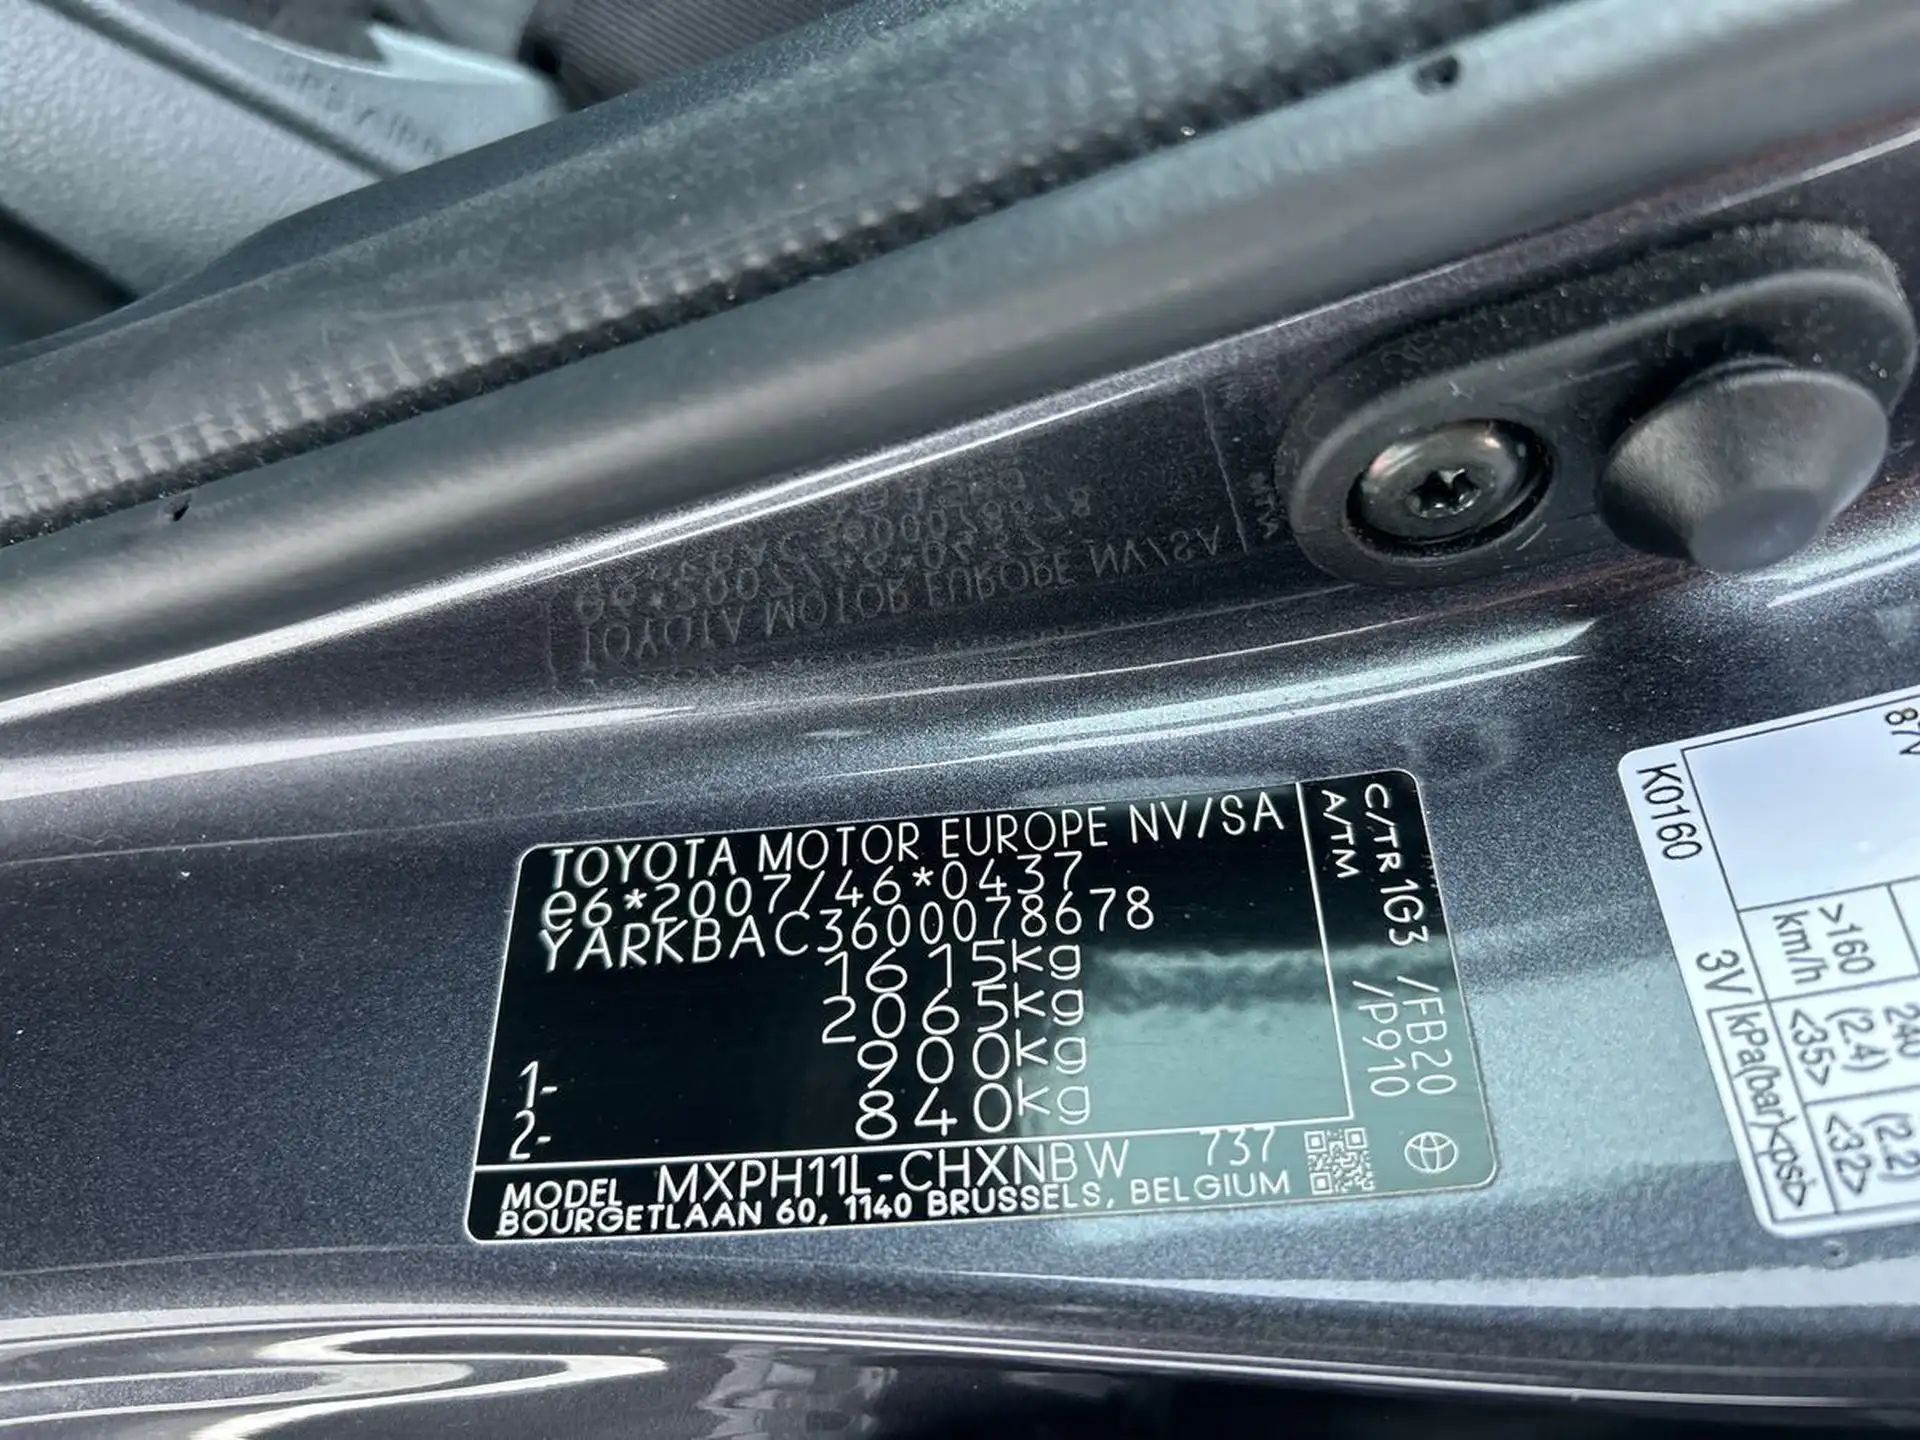 TOYOTA MOTOR EUROPE NV/SA
e6*2007/46*0437
YARKBAC3600078678
1615kg
2065kg
1- 900kg
2- 840kg
MODEL MXPH11L-CHXNBW 737
BOURGETLAAN 60, 1140 BRUSSELS, BELGIUM
C/TR 1G3 /FB20
A/TM /P910
87V
K0160 3V
>160 km/h
240 (2.4) <35>
(2.2) <32>
kPa(bar)<psi>